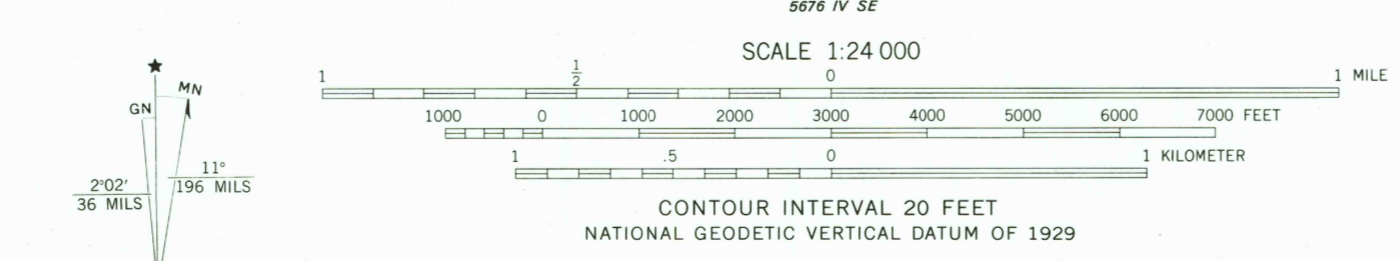 5676 IV SE
SCALE 1:24 000
1 1/2 0 1 MILE
1000 0 1000 2000 3000 4000 5000 6000 7000 FEET
1 .5 0 1 KILOMETER
CONTOUR INTERVAL 20 FEET
NATIONAL GEODETIC VERTICAL DATUM OF 1929
★
GN MN
2°02′ 11°
36 MILS 196 MILS